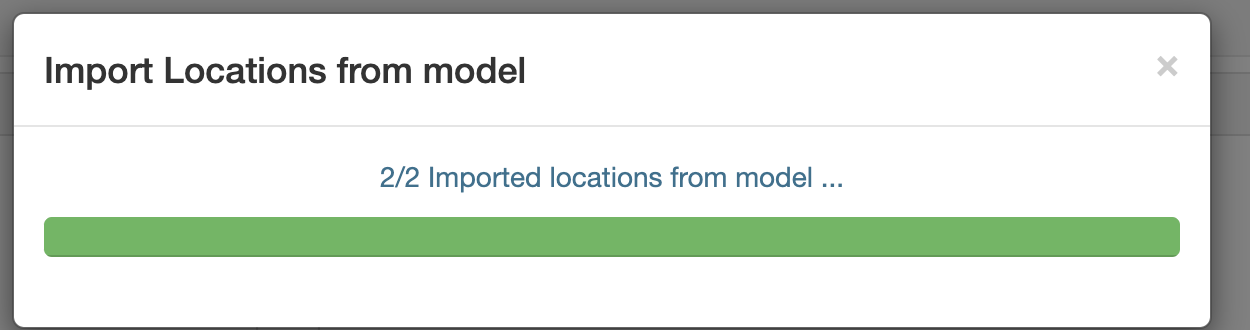 Import Locations from model
×
2/2 Imported locations from model ...